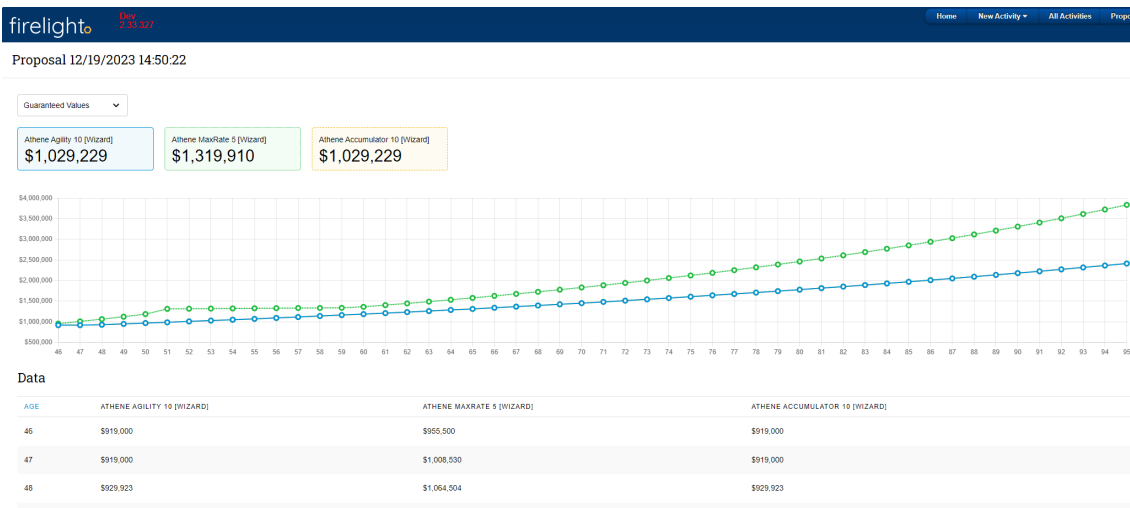 firelight
Dev
2.33.327
Home New Activity All Activities Propo
Proposal 12/19/2023 14:50:22
Guaranteed Values
Athene Agility 10 [Wizard] Athene MaxRate 5 [Wizard] Athene Accumulator 10 [Wizard]
$1,029,229 $1,319,910 $1,029,229
$4,000,000
$3,500,000
$3,000,000
$2,500,000
$2,000,000
$1,500,000
$1,000,000
$500,000
46 47 48 49 50 51 52 53 54 55 56 57 58 59 60 61 62 63 64 65 66 67 68 69 70 71 72 73 74 75 76 77 78 79 80 81 82 83 84 85 86 87 88 89 90 91 92 93 94 95
Data
AGE ATHENE AGILITY 10 [WIZARD] ATHENE MAXRATE 5 [WIZARD] ATHENE ACCUMULATOR 10 [WIZARD]
46 $919,000 $955,500 $919,000
47 $919,000 $1,008,530 $919,000
48 $929,923 $1,064,504 $929,923